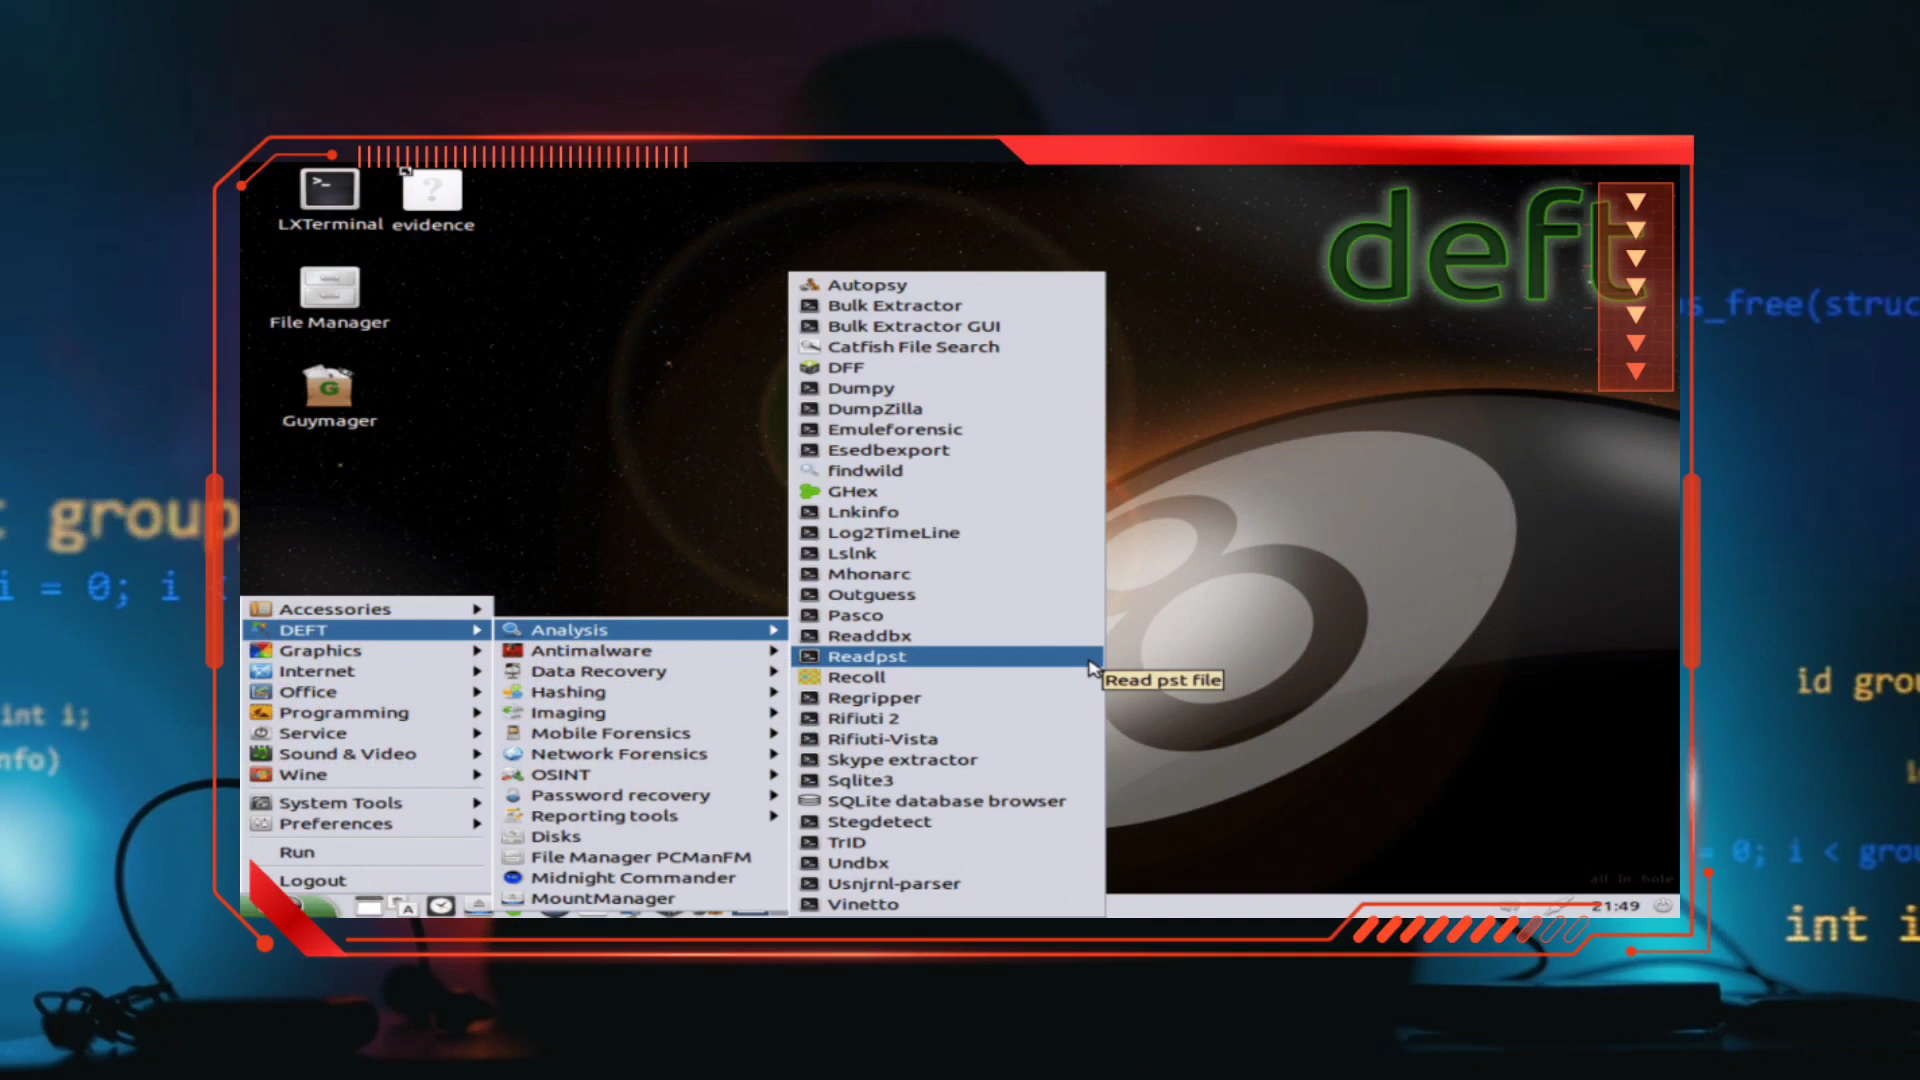 deft
LXTerminal
evidence
File Manager
Guymager
Autopsy
Bulk Extractor
Bulk Extractor GUI
Catfish File Search
DFF
Dumpy
DumpZilla
Emuleforensic
Esedbexport
findwild
GHex
Lnkinfo
Log2TimeLine
Lslnk
Mhonarc
Outguess
Pasco
Readdbx
Readpst
Recoll
Regripper
Rifiuti 2
Rifiuti-Vista
Skype extractor
Sqlite3
SQLite database browser
Stegdetect
TrID
Undbx
Usnjrnl-parser
Vinetto
Read pst file
Accessories
DEFT
Graphics
Internet
Office
Programming
Service
Sound & Video
Wine
System Tools
Preferences
Run
Logout
Analysis
Antimalware
Data Recovery
Hashing
Imaging
Mobile Forensics
Network Forensics
OSINT
Password recovery
Reporting tools
Disks
File Manager PCManFM
Midnight Commander
MountManager
all in hole
21:49
s_free(struc
t group
i = 0; i <
int i;
nfo)
id grou
= 0; i < grou
int i